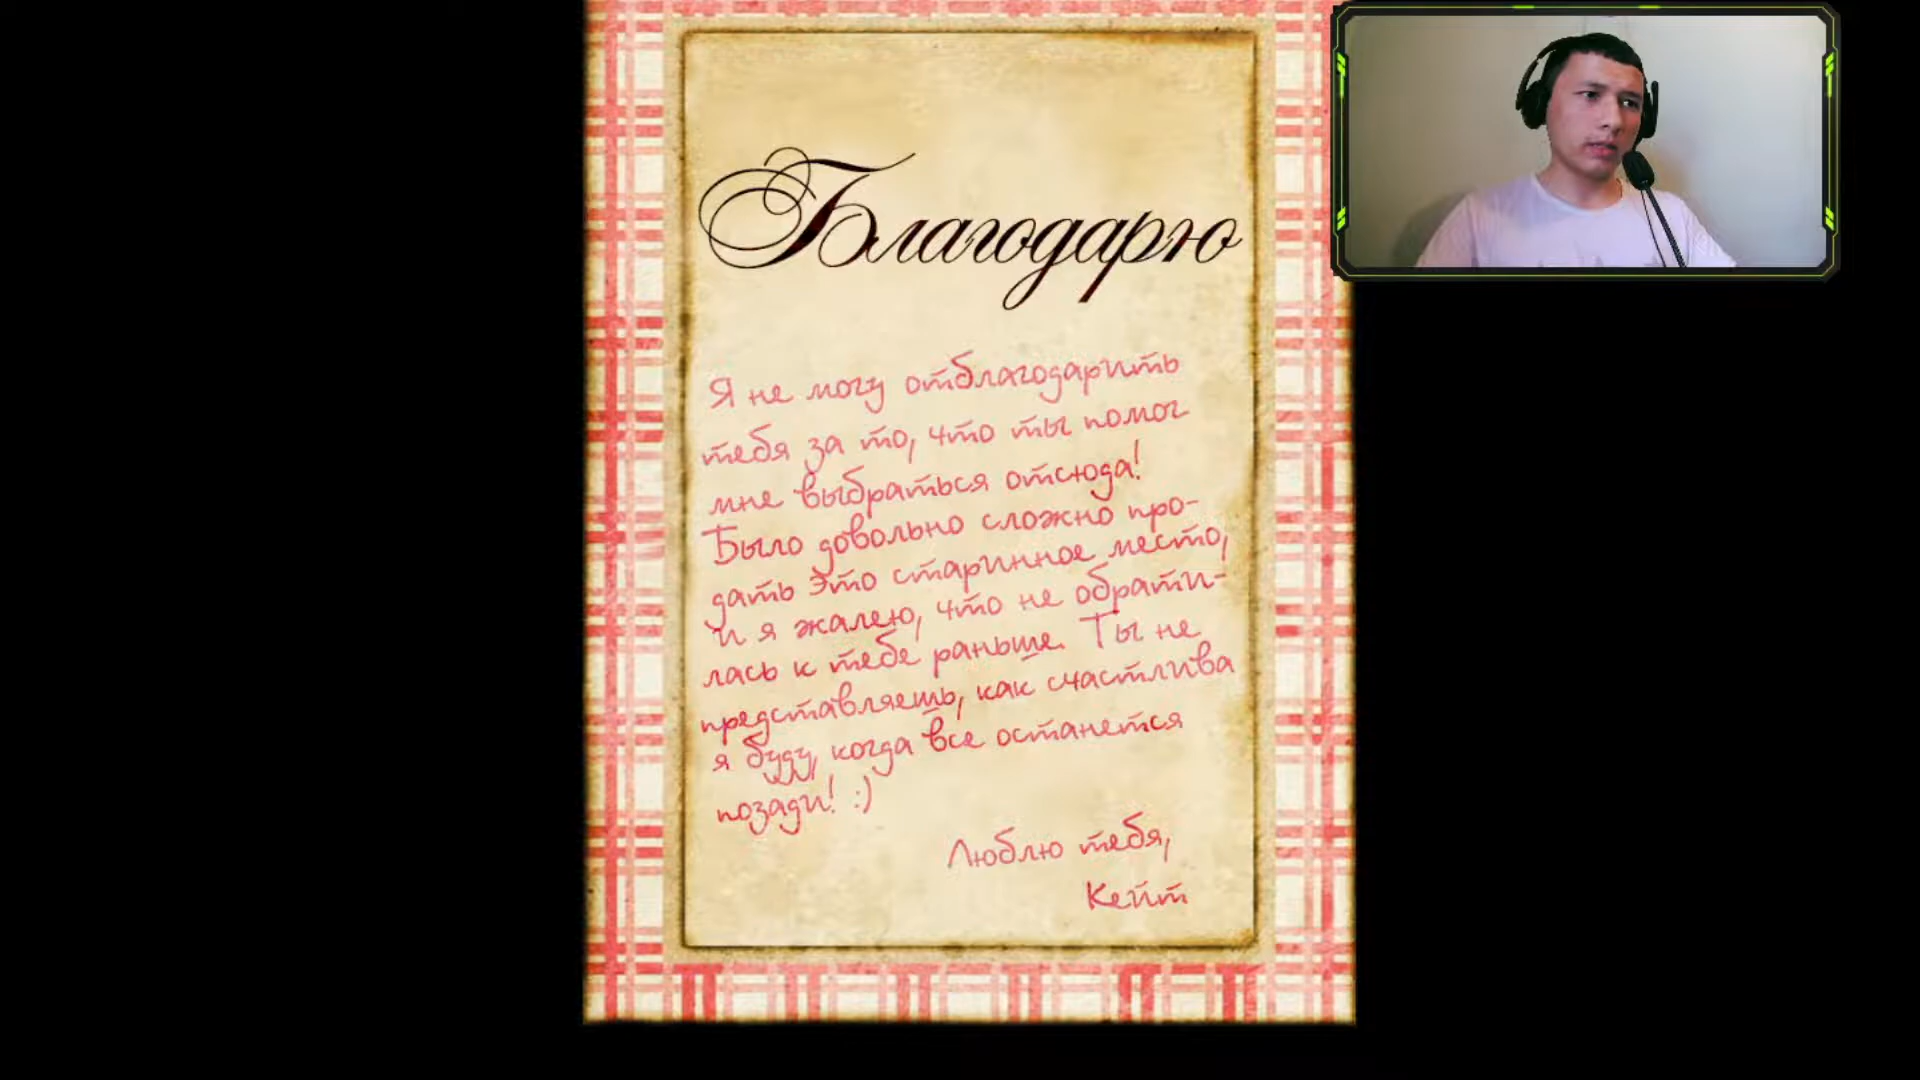 Благодарю
Я не могу отблагодарить
тебя за то, что ты помог
мне выбраться отсюда!
Было довольно сложно про-
дать это старинное место,
и я жалею, что не обрати-
лась к тебе раньше. Ты не
представляешь, как счастлива
я буду, когда все останется
позади! :)
Люблю тебя,
Кейт